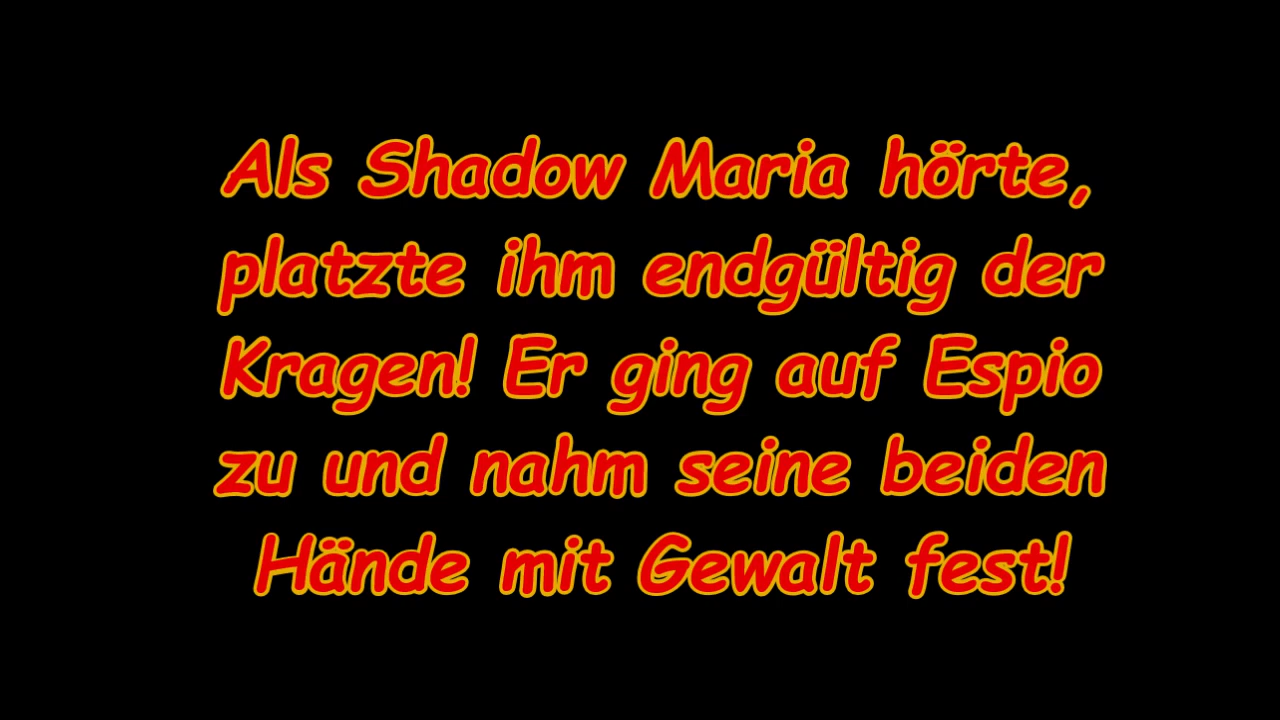 Als Shadow Maria hörte,
platzte ihm endgültig der
Kragen! Er ging auf Espio
zu und nahm seine beiden
Hände mit Gewalt fest!